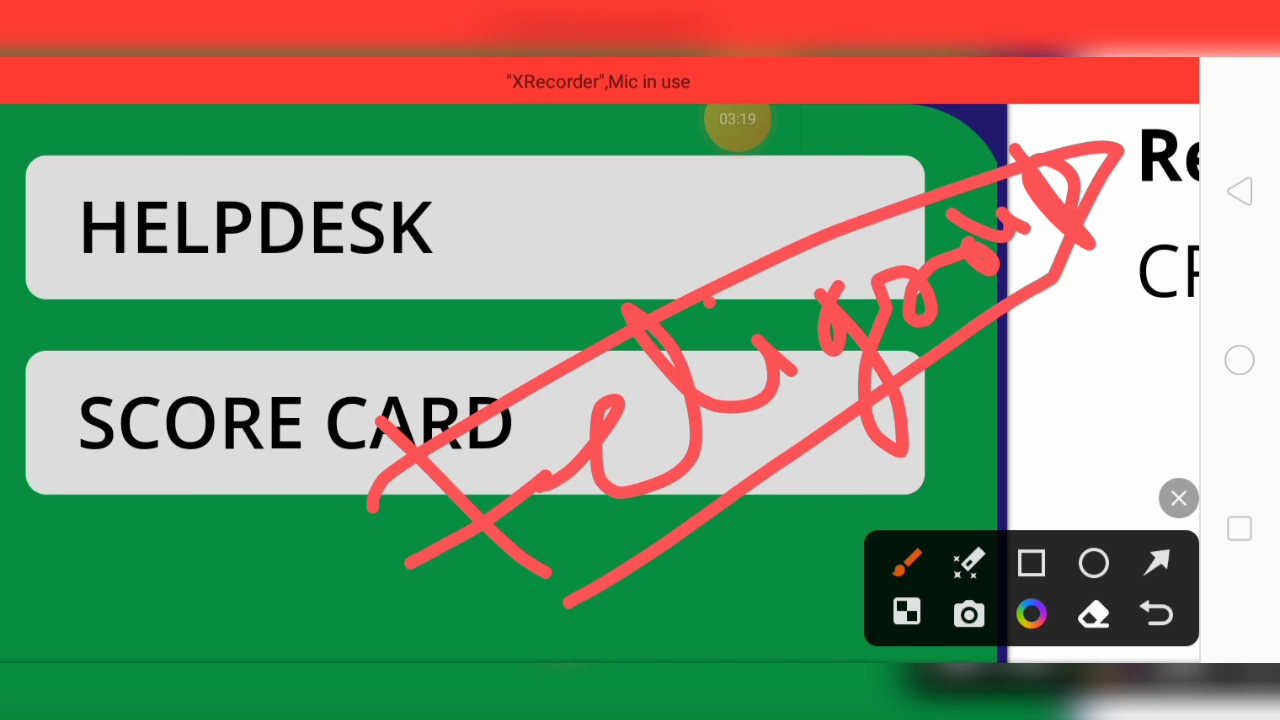 "XRecorder",Mic in use
03:19
Re
HELPDESK
CR
SCORE CARD